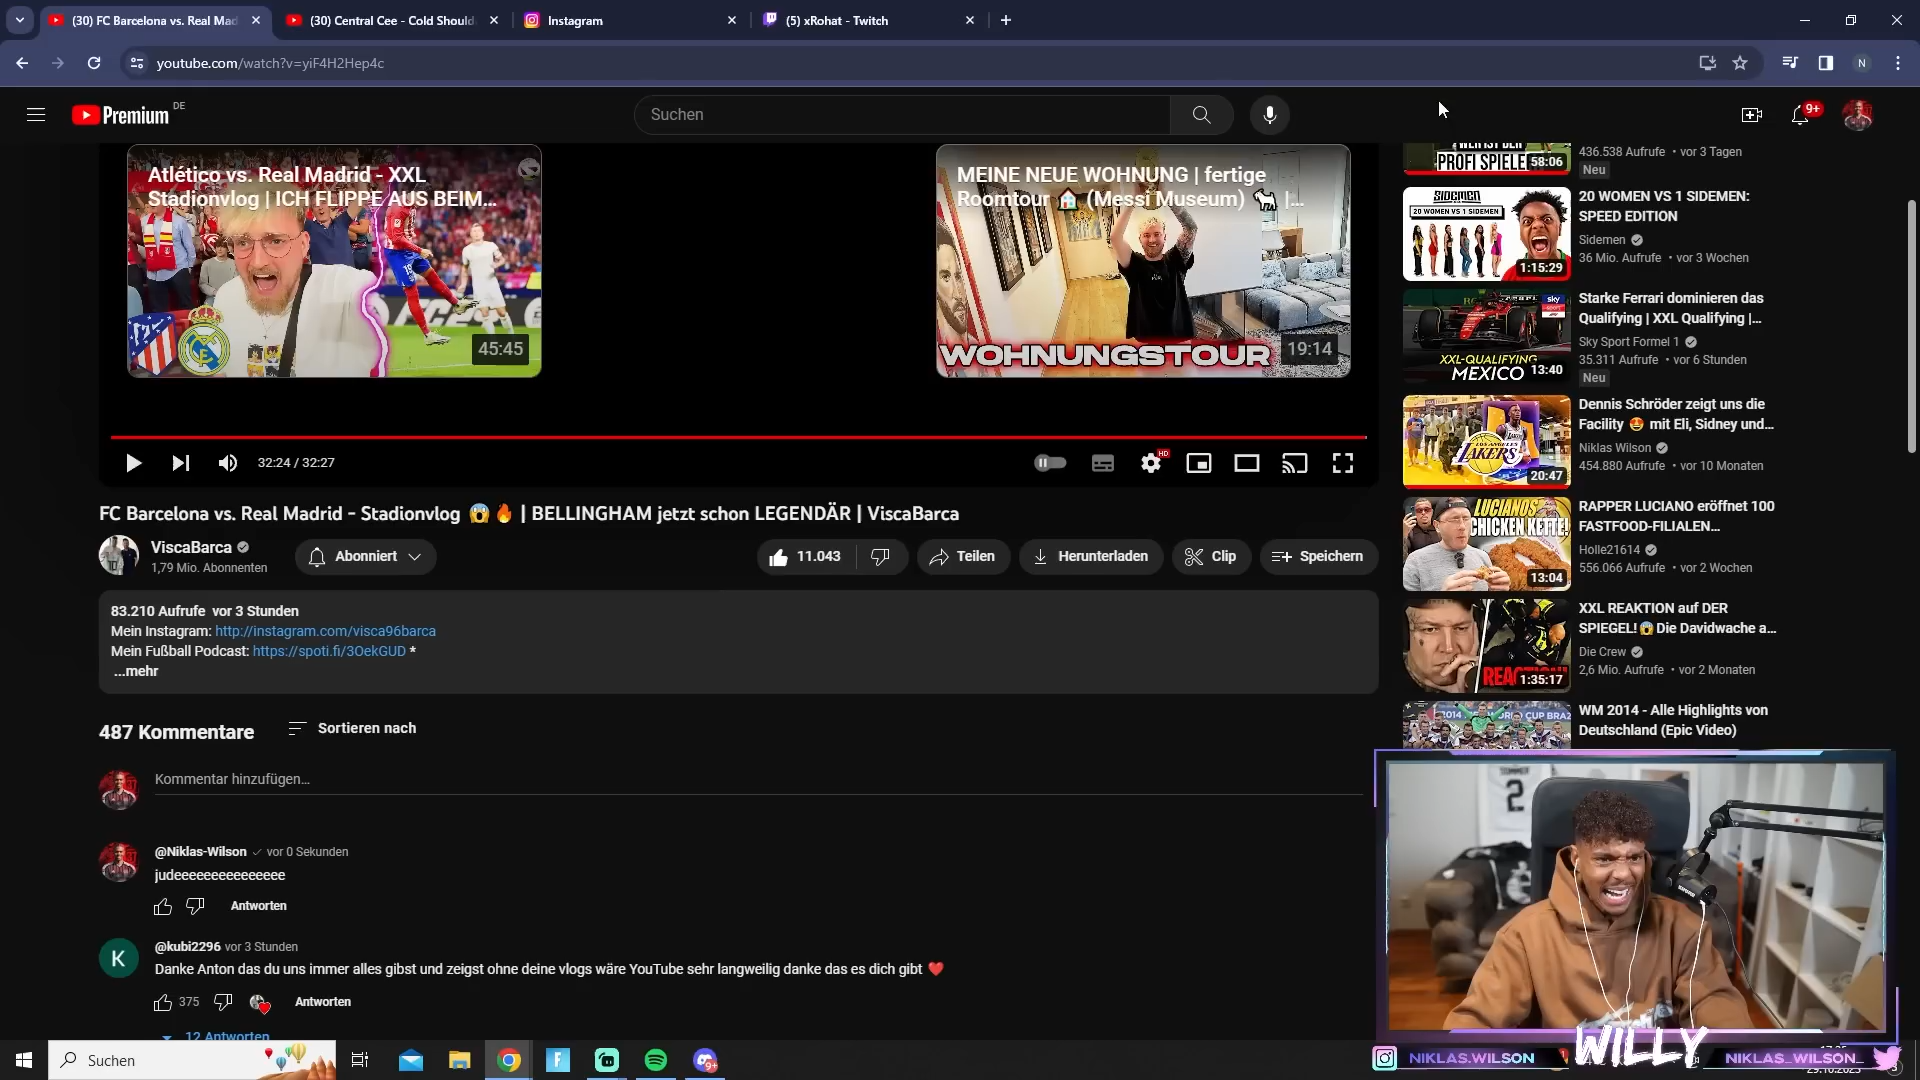 (30) FC Barcelona vs. Real Mad
(30) Central Cee - Cold Should
Instagram
(5) xRohat - Twitch
youtube.com/watch?v=yiF4H2Hep4c
N
Premium
DE
Suchen
9+
Atlético vs. Real Madrid - XXL
Stadionvlog | ICH FLIPPE AUS BEIM...
45:45
MEINE NEUE WOHNUNG | fertige
Roomtour 🏠 (Messi Museum) 🐐 |...
WOHNUNGSTOUR
19:14
32:24 / 32:27
HD
FC Barcelona vs. Real Madrid - Stadionvlog 😱🔥 | BELLINGHAM jetzt schon LEGENDÄR | ViscaBarca
ViscaBarca
1,79 Mio. Abonnenten
Abonniert
11.043
Teilen
Herunterladen
Clip
Speichern
83.210 Aufrufe vor 3 Stunden
Mein Instagram: http://instagram.com/visca96barca
Mein Fußball Podcast: https://spoti.fi/3OekGUD *
...mehr
487 Kommentare
Sortieren nach
Kommentar hinzufügen...
@Niklas-Wilson vor 0 Sekunden
judeeeeeeeeeeeeeee
Antworten
K
@kubi2296 vor 3 Stunden
Danke Anton das du uns immer alles gibst und zeigst ohne deine vlogs wäre YouTube sehr langweilig danke das es dich gibt ❤️
375
Antworten
12 Antworten
PROFI SPIELE
58:06
436.538 Aufrufe • vor 3 Tagen
Neu
SIDEMEN
20 WOMEN VS 1 SIDEMEN
1:15:29
20 WOMEN VS 1 SIDEMEN:
SPEED EDITION
Sidemen
36 Mio. Aufrufe • vor 3 Wochen
sky
XXL-QUALIFYING
MEXICO
13:40
Starke Ferrari dominieren das
Qualifying | XXL Qualifying |...
Sky Sport Formel 1
35.311 Aufrufe • vor 6 Stunden
Neu
LAKERS
20:47
Dennis Schröder zeigt uns die
Facility 🤩 mit Eli, Sidney und...
Niklas Wilson
454.880 Aufrufe • vor 10 Monaten
LUCIANOS
CHICKEN KETTE!
13:04
RAPPER LUCIANO eröffnet 100
FASTFOOD-FILIALEN...
Holle21614
556.066 Aufrufe • vor 2 Wochen
1:35:17
XXL REAKTION auf DER
SPIEGEL!😱 Die Davidwache a...
Die Crew
2,6 Mio. Aufrufe • vor 2 Monaten
WM 2014 - Alle Highlights von
Deutschland (Epic Video)
2
WILLY
NIKLAS.WILSON
NIKLAS_WILSON_
Suchen
9+